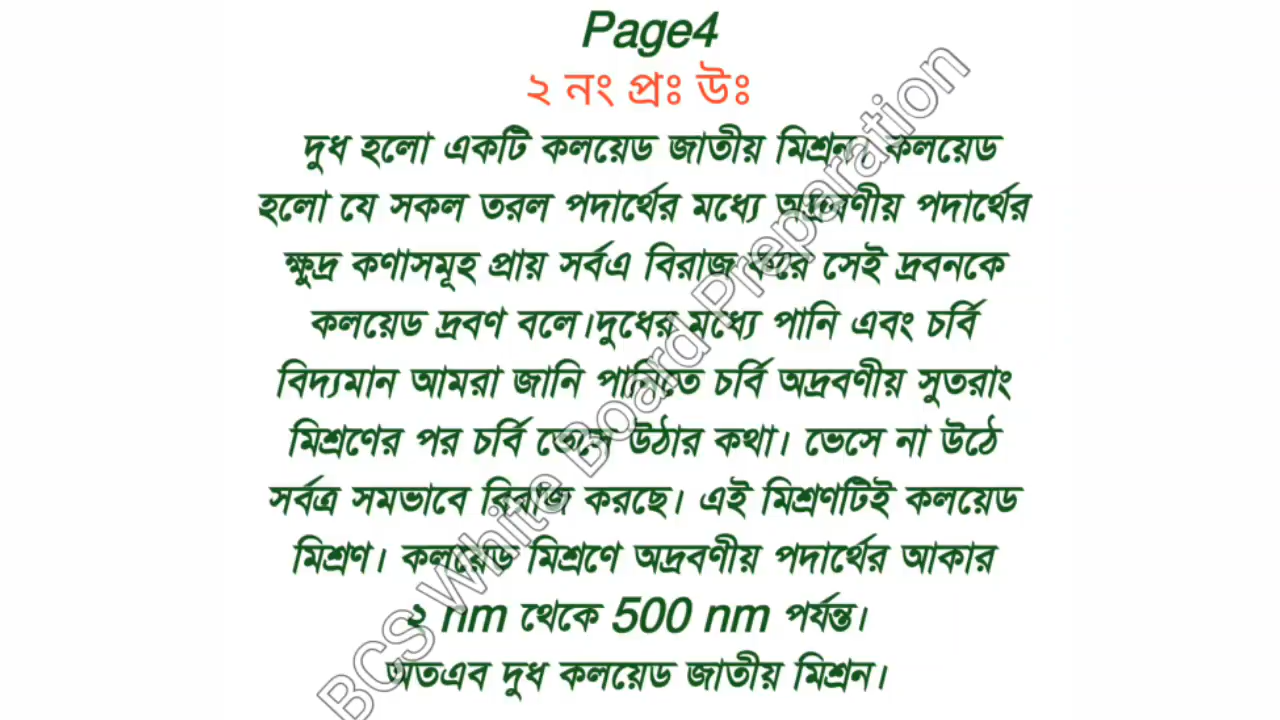 Page4
২ নং প্রঃ উঃ
দুধ হলো একটি কলয়েড জাতীয় মিশ্রন। কলয়েড
হলো যে সকল তরল পদার্থের মধ্যে অদ্রবণীয় পদার্থের
ক্ষুদ্র কণাসমূহ প্রায় সর্বএ বিরাজ করে সেই দ্রবনকে
কলয়েড দ্রবণ বলে।দুধের মধ্যে পানি এবং চর্বি
বিদ্যমান আমরা জানি পানিতে চর্বি অদ্রবণীয় সুতরাং
মিশ্রণের পর চর্বি ভেসে উঠার কথা। ভেসে না উঠে
সর্বত্র সমভাবে বিরাজ করছে। এই মিশ্রণটিই কলয়েড
মিশ্রণ। কলয়েড মিশ্রণে অদ্রবণীয় পদার্থের আকার
২ nm থেকে 500 nm পর্যন্ত।
অতএব দুধ কলয়েড জাতীয় মিশ্রন।
BCS White Board Preparation